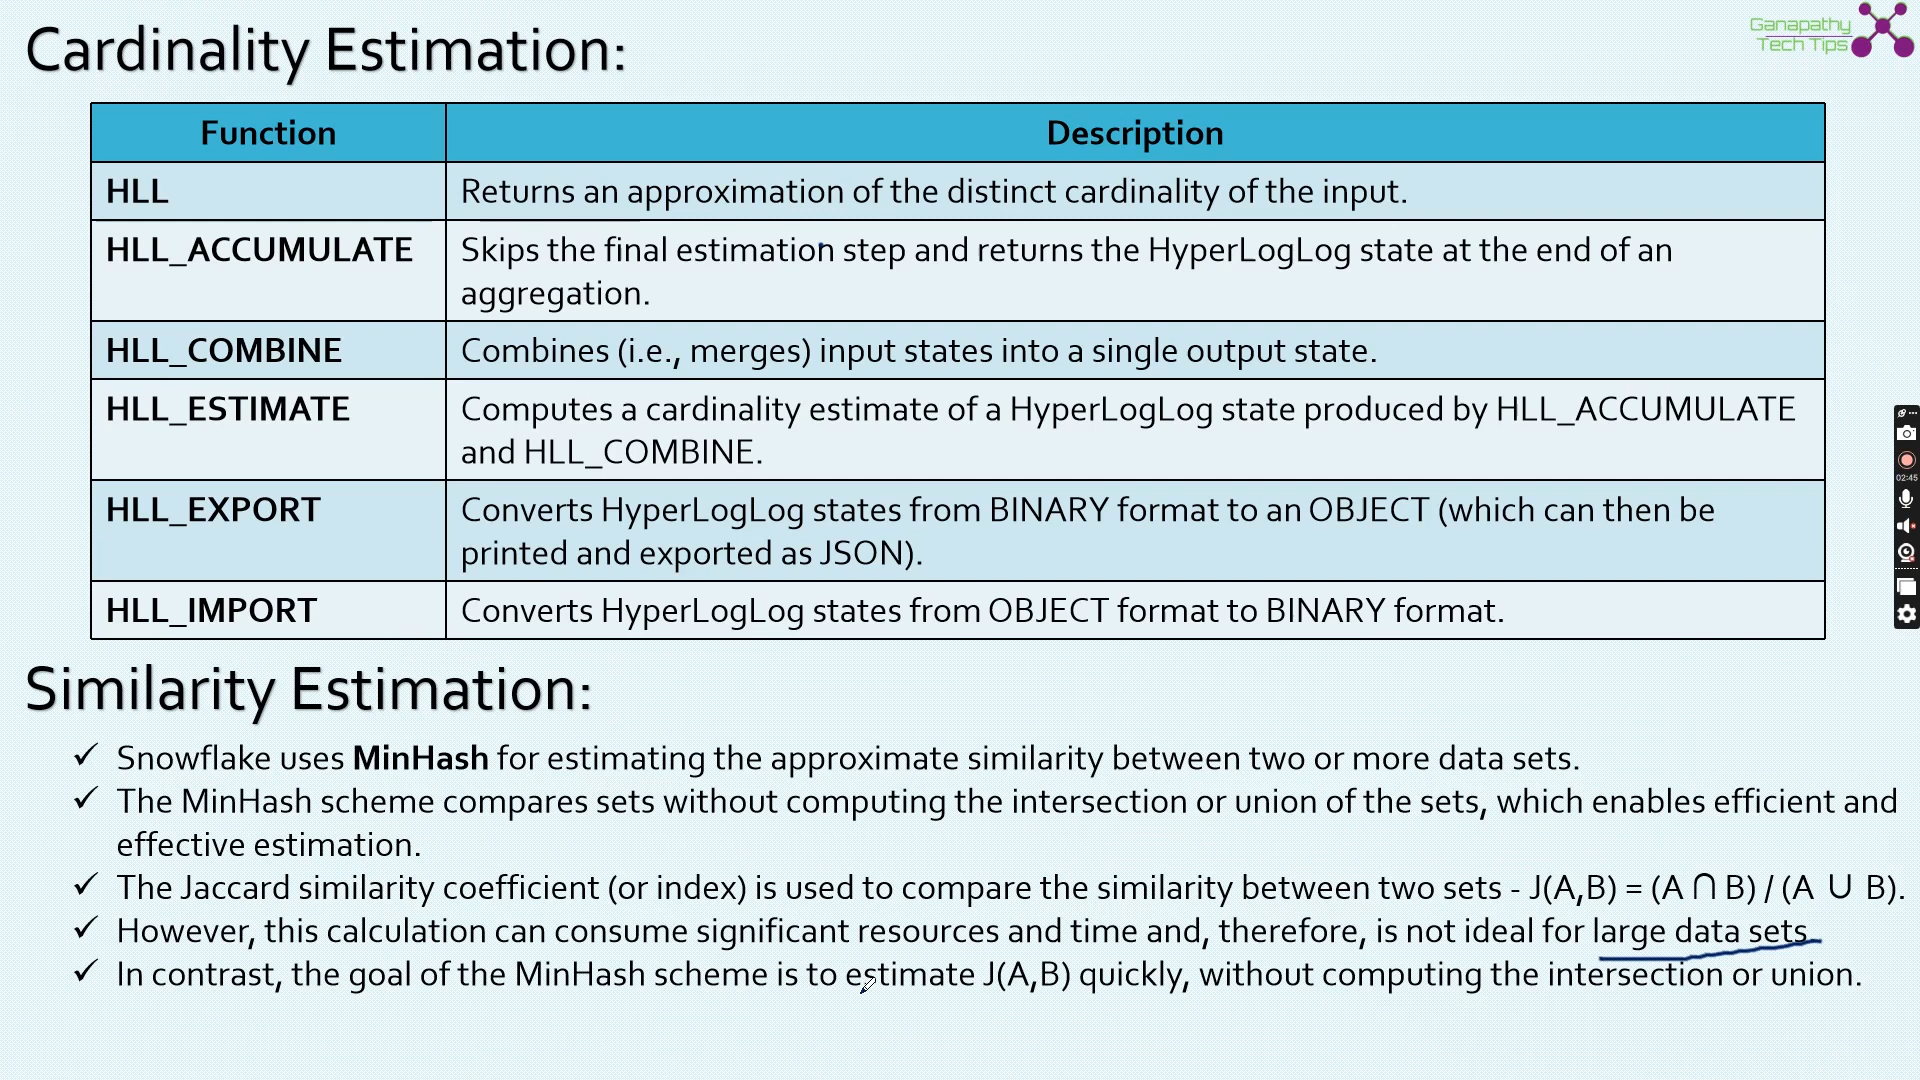 Cardinality Estimation:
Ganapathy
Tech Tips
Function Description
HLL Returns an approximation of the distinct cardinality of the input.
HLL_ACCUMULATE Skips the final estimation step and returns the HyperLogLog state at the end of an
aggregation.
HLL_COMBINE Combines (i.e., merges) input states into a single output state.
HLL_ESTIMATE Computes a cardinality estimate of a HyperLogLog state produced by HLL_ACCUMULATE
and HLL_COMBINE.
HLL_EXPORT Converts HyperLogLog states from BINARY format to an OBJECT (which can then be
printed and exported as JSON).
HLL_IMPORT Converts HyperLogLog states from OBJECT format to BINARY format.
02:45
Similarity Estimation:
✓ Snowflake uses MinHash for estimating the approximate similarity between two or more data sets.
✓ The MinHash scheme compares sets without computing the intersection or union of the sets, which enables efficient and
effective estimation.
✓ The Jaccard similarity coefficient (or index) is used to compare the similarity between two sets - J(A,B) = (A ∩ B) / (A ∪ B).
✓ However, this calculation can consume significant resources and time and, therefore, is not ideal for large data sets.
✓ In contrast, the goal of the MinHash scheme is to estimate J(A,B) quickly, without computing the intersection or union.